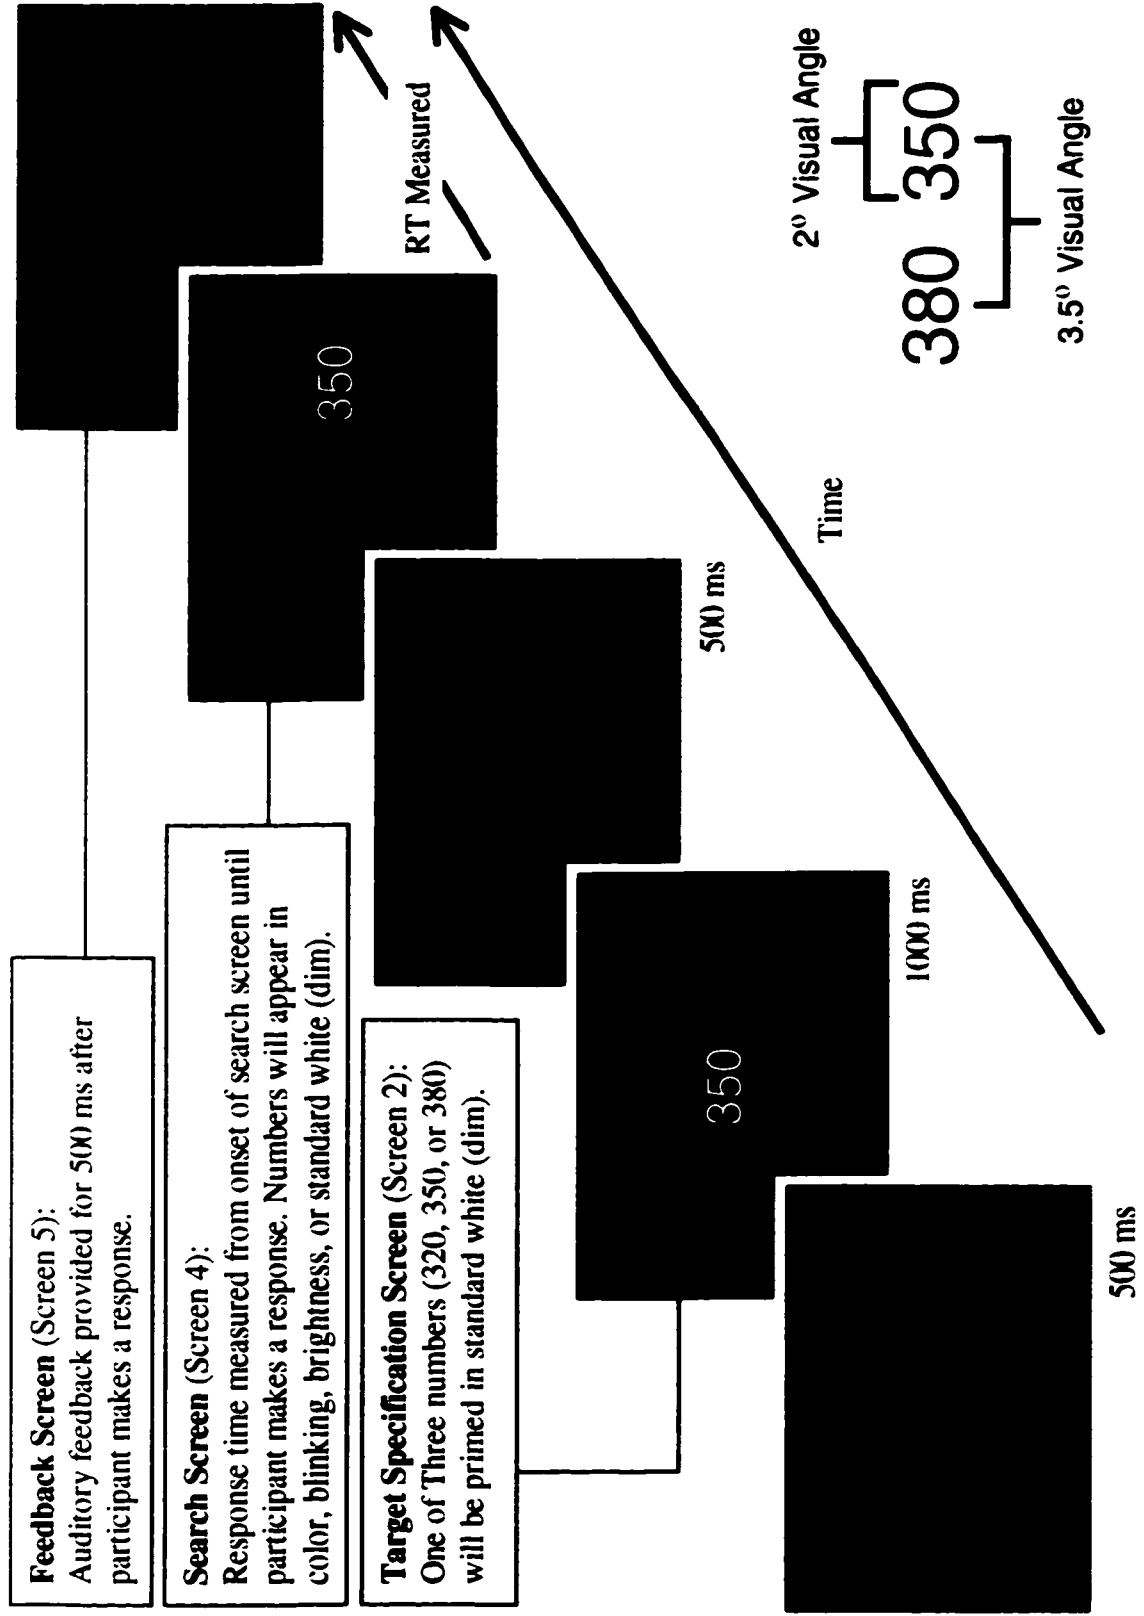 Feedback Screen (Screen 5):
Auditory feedback provided for 500 ms after
participant makes a response.
Search Screen (Screen 4):
Response time measured from onset of search screen until
participant makes a response. Numbers will appear in
color, blinking, brightness, or standard white (dim).
Target Specification Screen (Screen 2):
One of Three numbers (320, 350, or 380)
will be primed in standard white (dim).
350
350
500 ms
1000 ms
500 ms
RT Measured
Time
2º Visual Angle
380 350
3.5º Visual Angle